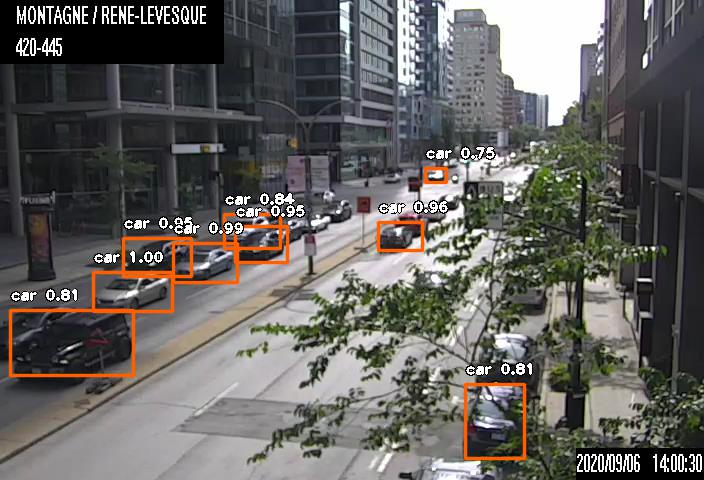 MONTAGNE / RENE-LEVESQUE
420-445
car 0.75
car 0.84
car 0.95
car 0.96
car 0.95
car 0.99
car 1.00
car 0.81
car 0.81
2020/09/06 14:00:30